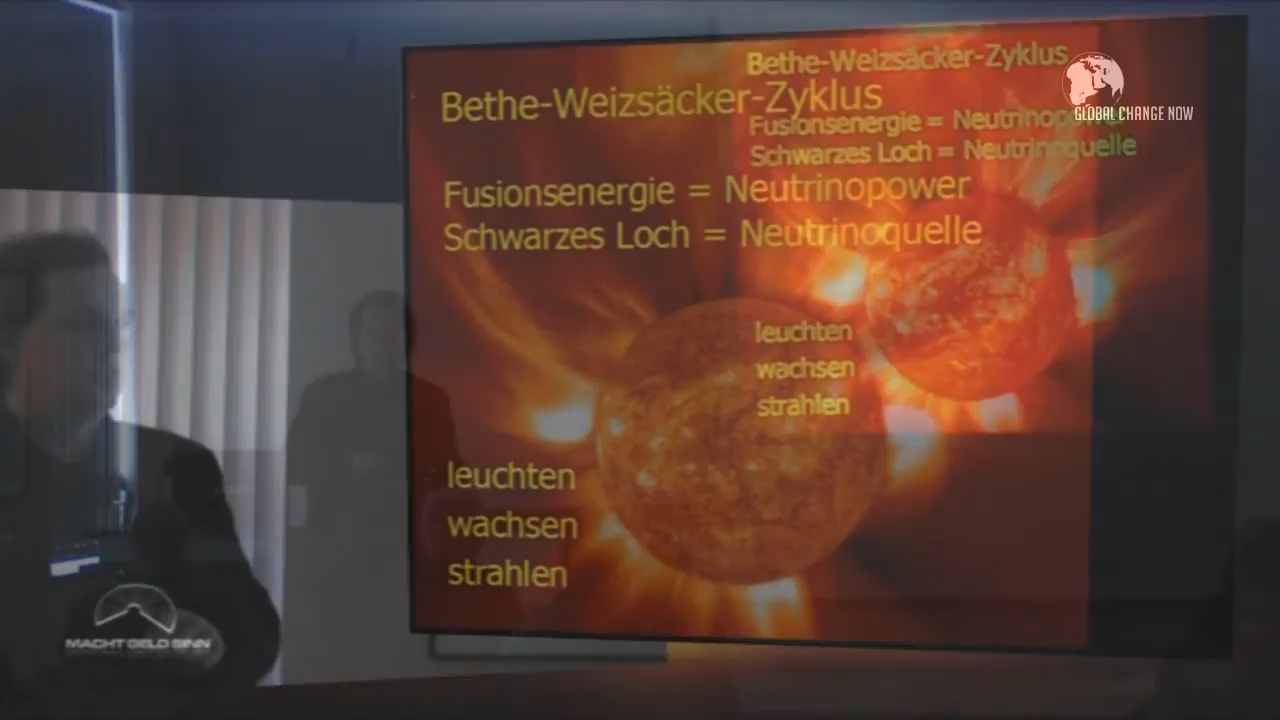 Bethe-Weizsäcker-Zyklus
Fusionsenergie = Neutrinopower
Schwarzes Loch = Neutrinoquelle
leuchten
wachsen
strahlen
Bethe-Weizsäcker-Zyklus
Fusionsenergie = Neutrinopower
Schwarzes Loch = Neutrinoquelle
leuchten
wachsen
strahlen
GLOBAL CHANGE NOW
MACHT GELD SINN